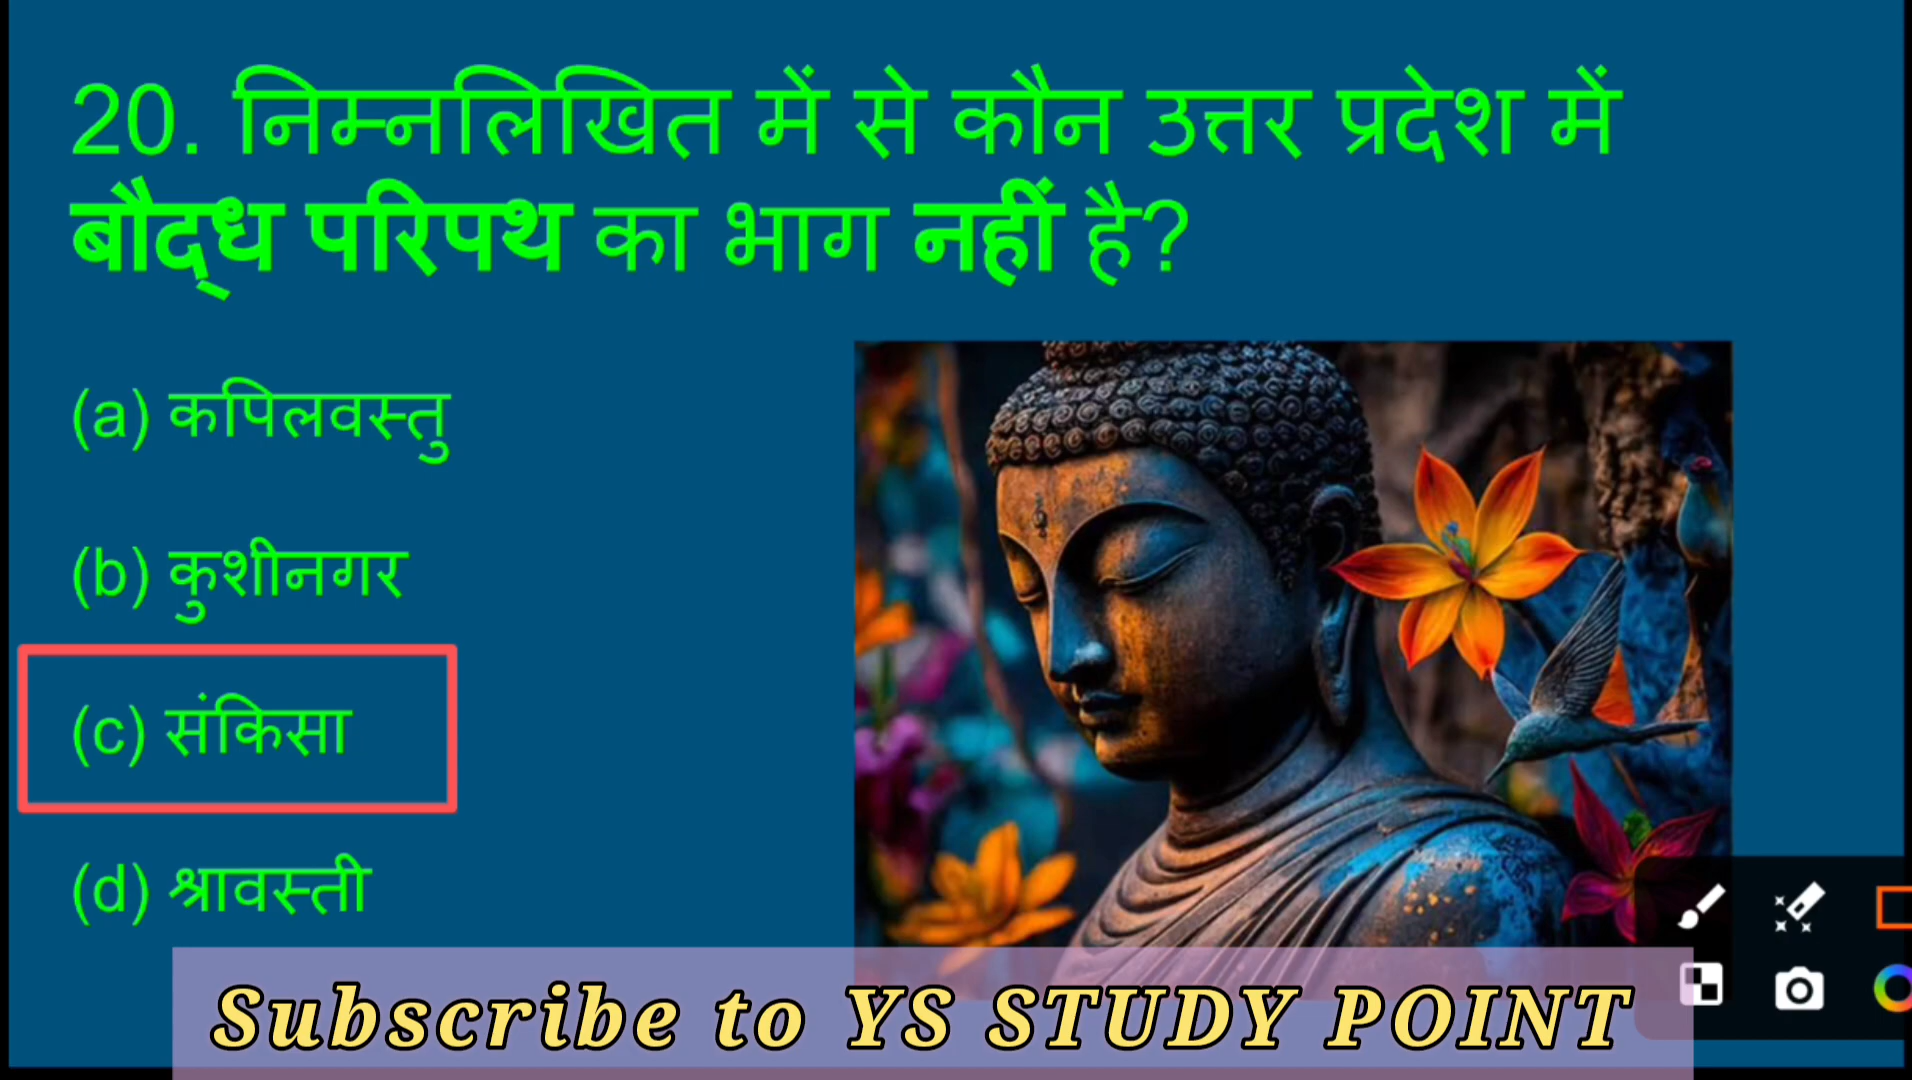 20. निम्नलिखित में से कौन उत्तर प्रदेश में
बौद्ध परिपथ का भाग नहीं है?
(a) कपिलवस्तु
(b) कुशीनगर
(c) संकिसा
(d) श्रावस्ती
Subscribe to YS STUDY POINT